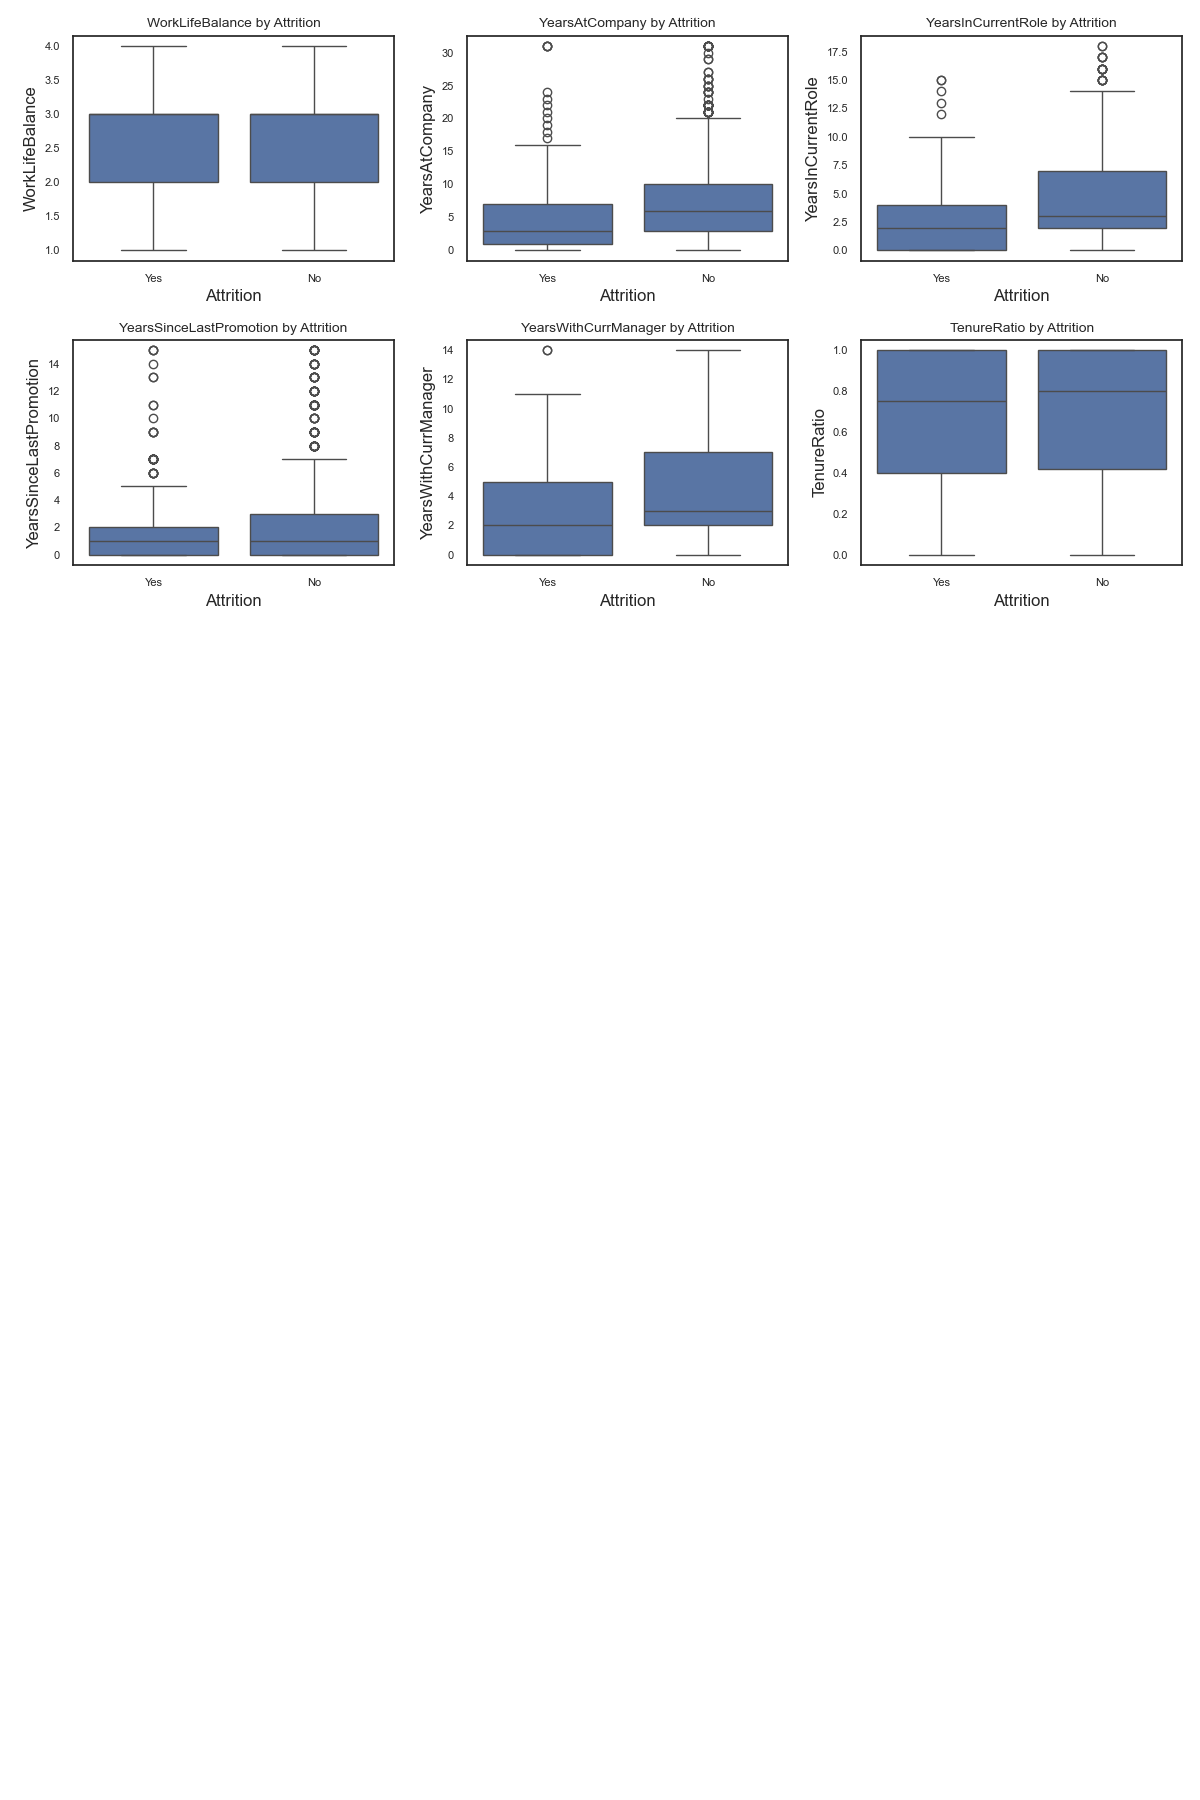 WorkLifeBalance by Attrition
WorkLifeBalance
4.0
3.5
3.0
2.5
2.0
1.5
1.0
Yes
No
Attrition
YearsAtCompany by Attrition
YearsAtCompany
30
25
20
15
10
5
0
Yes
No
Attrition
YearsInCurrentRole by Attrition
YearsInCurrentRole
17.5
15.0
12.5
10.0
7.5
5.0
2.5
0.0
Yes
No
Attrition
YearsSinceLastPromotion by Attrition
YearsSinceLastPromotion
14
12
10
8
6
4
2
0
Yes
No
Attrition
YearsWithCurrManager by Attrition
YearsWithCurrManager
14
12
10
8
6
4
2
0
Yes
No
Attrition
TenureRatio by Attrition
TenureRatio
1.0
0.8
0.6
0.4
0.2
0.0
Yes
No
Attrition